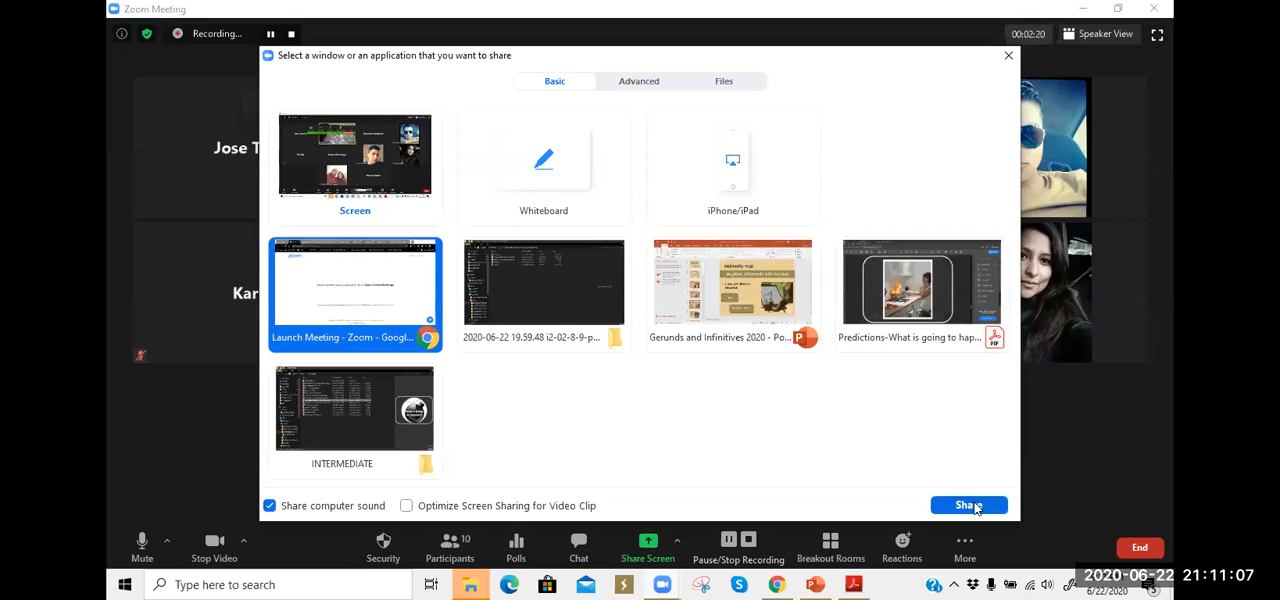 Zoom Meeting
Recording...
00:02:20
Speaker View
Select a window or an application that you want to share
Basic
Advanced
Files
Jose T
Screen
Whiteboard
iPhone/iPad
Kar
zoom
Launch Meeting - Zoom - Googl...
2020-06-22 19.59.48 i2-02-8-9-p...
Gerunds and Infinitives 2020 - Po...
Predictions-What is going to hap...
PDF
INTERMEDIATE
Share computer sound
Optimize Screen Sharing for Video Clip
Share
Mute
Stop Video
Security
10
Participants
Polls
Chat
Share Screen
Pause/Stop Recording
Breakout Rooms
Reactions
More
End
Type here to search
2020-06-22 21:11:07
6/22/2020
5